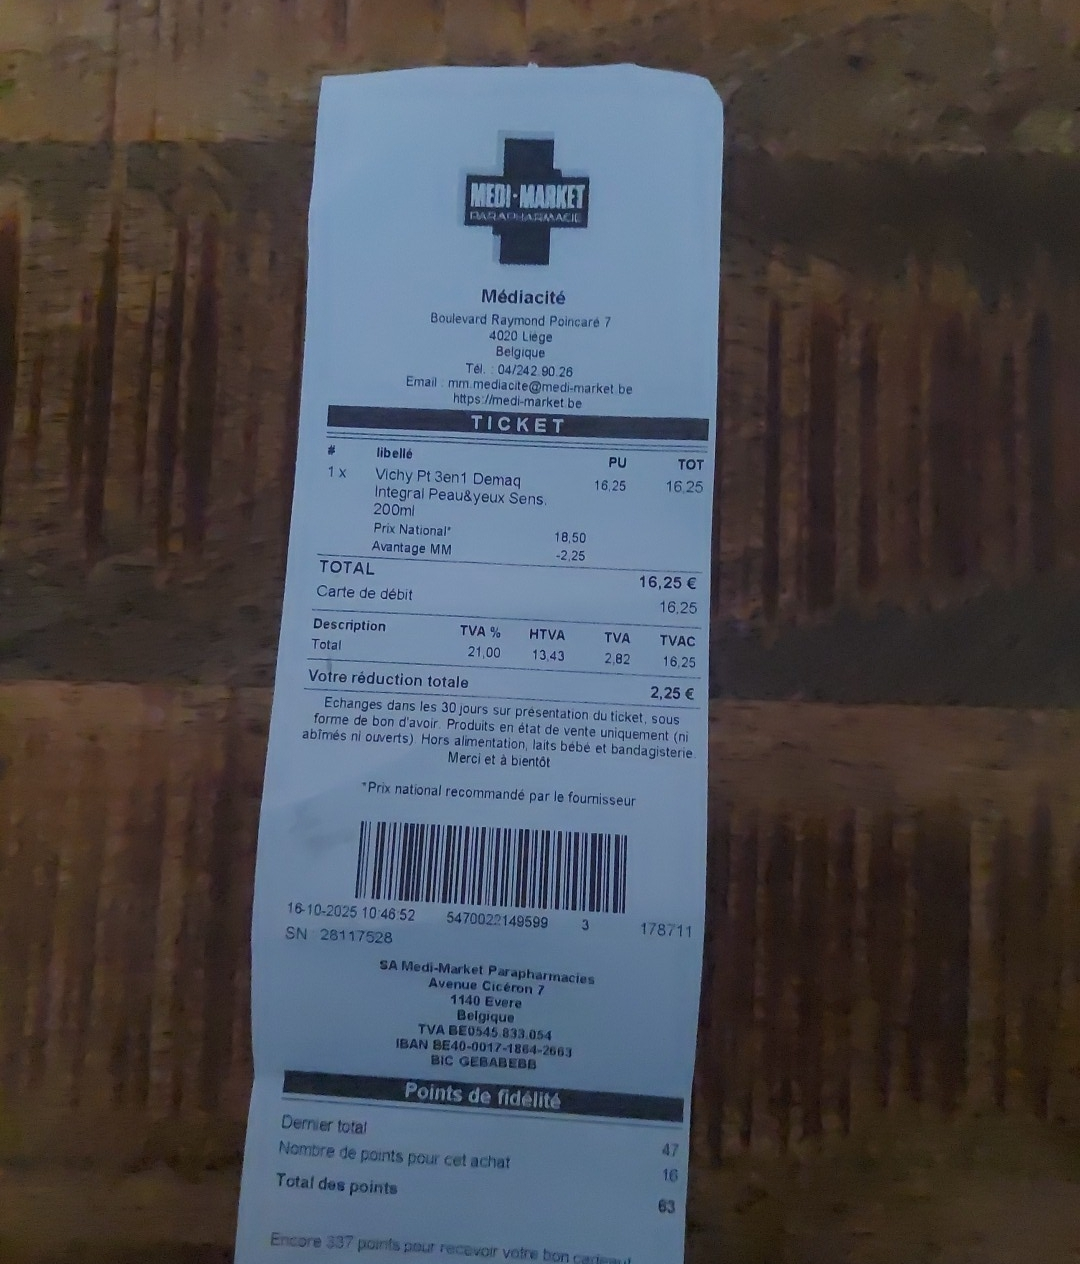 MEDI-MARKET
PARAPHARMACIE
Médiacité
Boulevard Raymond Poincaré 7
4020 Liège
Belgique
Tél. : 04/242.90.26
Email : mm.mediacite@medi-market.be
https://medi-market.be
TICKET
# libellé PU TOT
1 x Vichy Pt 3en1 Demaq 16,25 16,25
Integral Peau&yeux Sens.
200ml
Prix National* 18,50
Avantage MM -2,25
TOTAL 16,25 €
Carte de débit 16,25
Description TVA % HTVA TVA TVAC
Total 21,00 13,43 2,82 16,25
Votre réduction totale 2,25 €
Echanges dans les 30 jours sur présentation du ticket, sous
forme de bon d'avoir. Produits en état de vente uniquement (ni
abîmés ni ouverts). Hors alimentation, laits bébé et bandagisterie.
Merci et à bientôt
*Prix national recommandé par le fournisseur
16-10-2025 10:46:52 5470022149599 3 178711
SN : 28117528
SA Medi-Market Parapharmacies
Avenue Cicéron 7
1140 Evere
Belgique
TVA BE0545.833.054
IBAN BE40-0017-1864-2663
BIC GEBABEBB
Points de fidélité
Dernier total 47
Nombre de points pour cet achat 16
Total des points 63
Encore 337 points pour recevoir votre bon